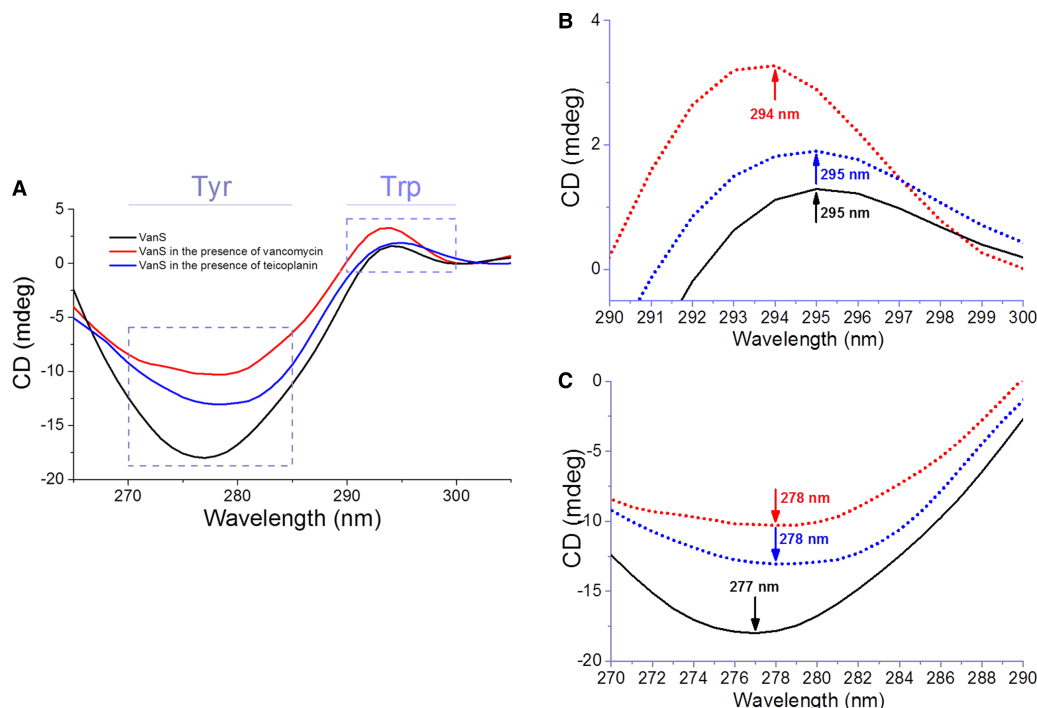 A
Tyr
Trp
VanS
VanS in the presence of vancomycin
VanS in the presence of teicoplanin
5
0
-5
-10
-15
-20
CD (mdeg)
270
280
290
300
Wavelength (nm)
B
4
2
0
CD (mdeg)
294 nm
295 nm
295 nm
290 291 292 293 294 295 296 297 298 299 300
Wavelength (nm)
C
0
-5
-10
-15
-20
CD (mdeg)
278 nm
278 nm
277 nm
270 272 274 276 278 280 282 284 286 288 290
Wavelength (nm)